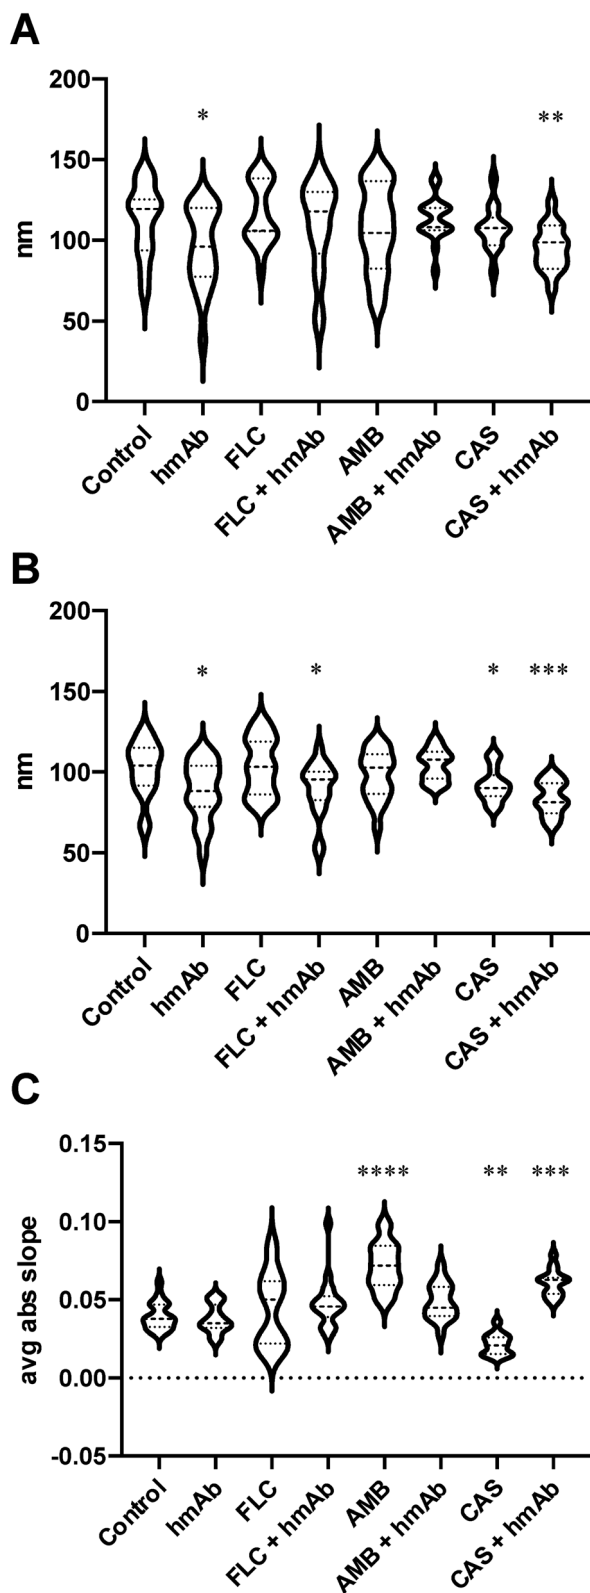 A
200
150
100
50
0
nm
* **
Control
hmAb
FLC
FLC + hmAb
AMB
AMB + hmAb
CAS
CAS + hmAb
B
200
150
100
50
0
nm
* * * ***
Control
hmAb
FLC
FLC + hmAb
AMB
AMB + hmAb
CAS
CAS + hmAb
C
0.15
0.10
0.05
0.00
-0.05
avg abs slope
**** ** ***
Control
hmAb
FLC
FLC + hmAb
AMB
AMB + hmAb
CAS
CAS + hmAb